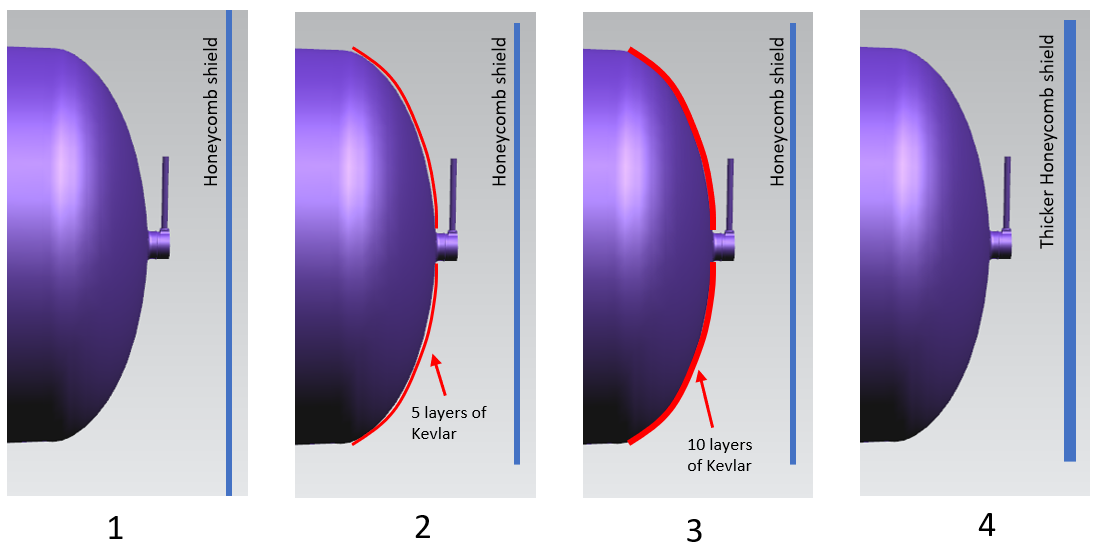 Honeycomb shield
Honeycomb shield
5 layers of
Kevlar
Honeycomb shield
10 layers
of Kevlar
Thicker Honeycomb shield
1
2
3
4